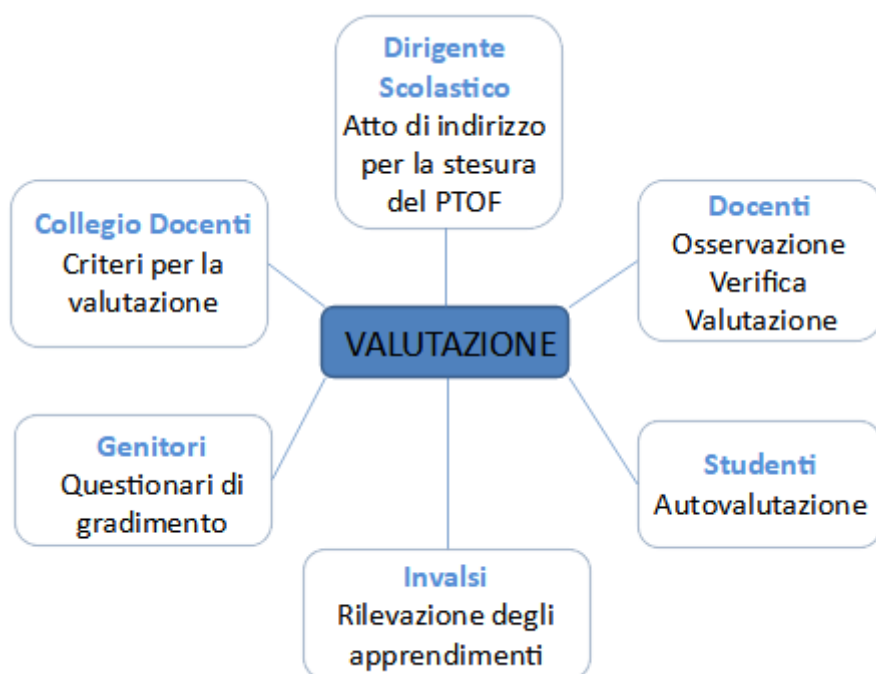 Dirigente
Scolastico
Atto di indirizzo
per la stesura
del PTOF
Collegio Docenti
Criteri per la
valutazione
Docenti
Osservazione
Verifica
Valutazione
VALUTAZIONE
Genitori
Questionari di
gradimento
Studenti
Autovalutazione
Invalsi
Rilevazione degli
apprendimenti